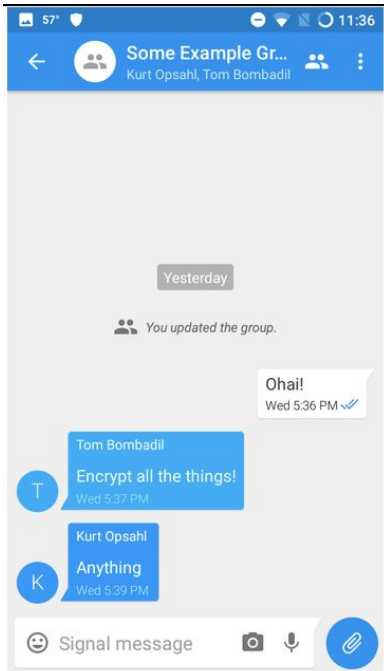 57°
11:36
Some Example Gr...
Kurt Opsahl, Tom Bombadil
Yesterday
You updated the group.
Ohai!
Wed 5:36 PM
Tom Bombadil
Encrypt all the things!
T
Wed 5:37 PM
Kurt Opsahl
Anything
K
Wed 5:39 PM
Signal message